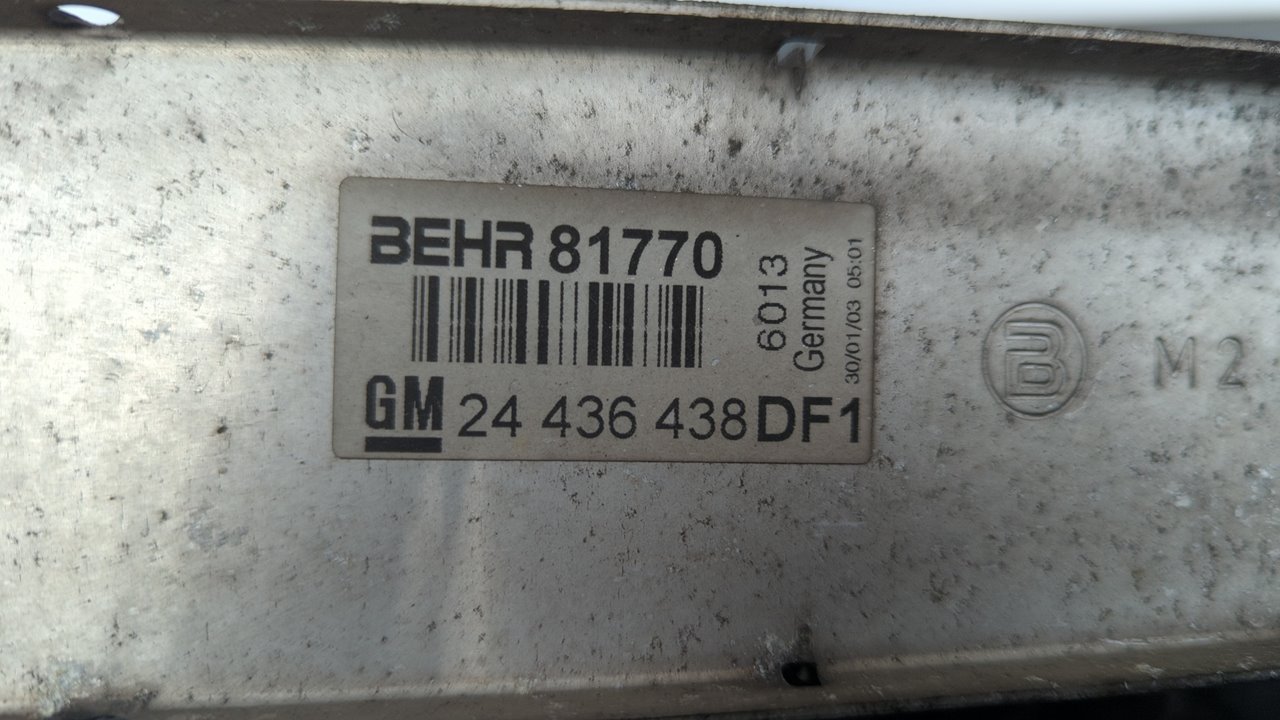 BEHR 81770
6013
Germany
30/01/03 05:01
GM 24 436 438 DF1
B M2